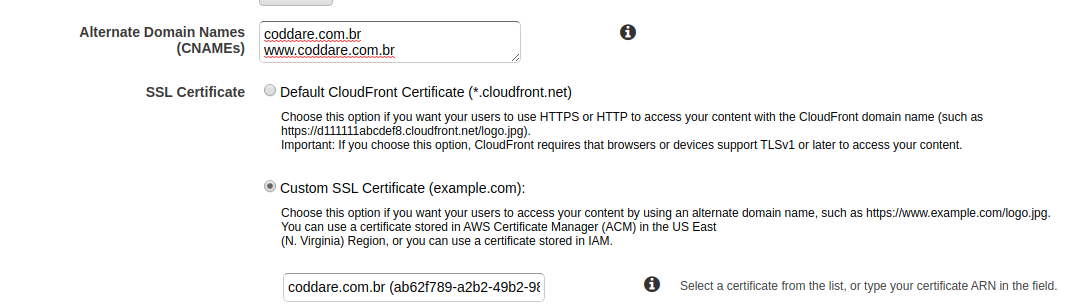 Alternate Domain Names
(CNAMEs)
coddare.com.br
www.coddare.com.br
SSL Certificate
Default CloudFront Certificate (*.cloudfront.net)
Choose this option if you want your users to use HTTPS or HTTP to access your content with the CloudFront domain name (such as
https://d111111abcdef8.cloudfront.net/logo.jpg).
Important: If you choose this option, CloudFront requires that browsers or devices support TLSv1 or later to access your content.
Custom SSL Certificate (example.com):
Choose this option if you want your users to access your content by using an alternate domain name, such as https://www.example.com/logo.jpg.
You can use a certificate stored in AWS Certificate Manager (ACM) in the US East
(N. Virginia) Region, or you can use a certificate stored in IAM.
coddare.com.br (ab62f789-a2b2-49b2-98
Select a certificate from the list, or type your certificate ARN in the field.